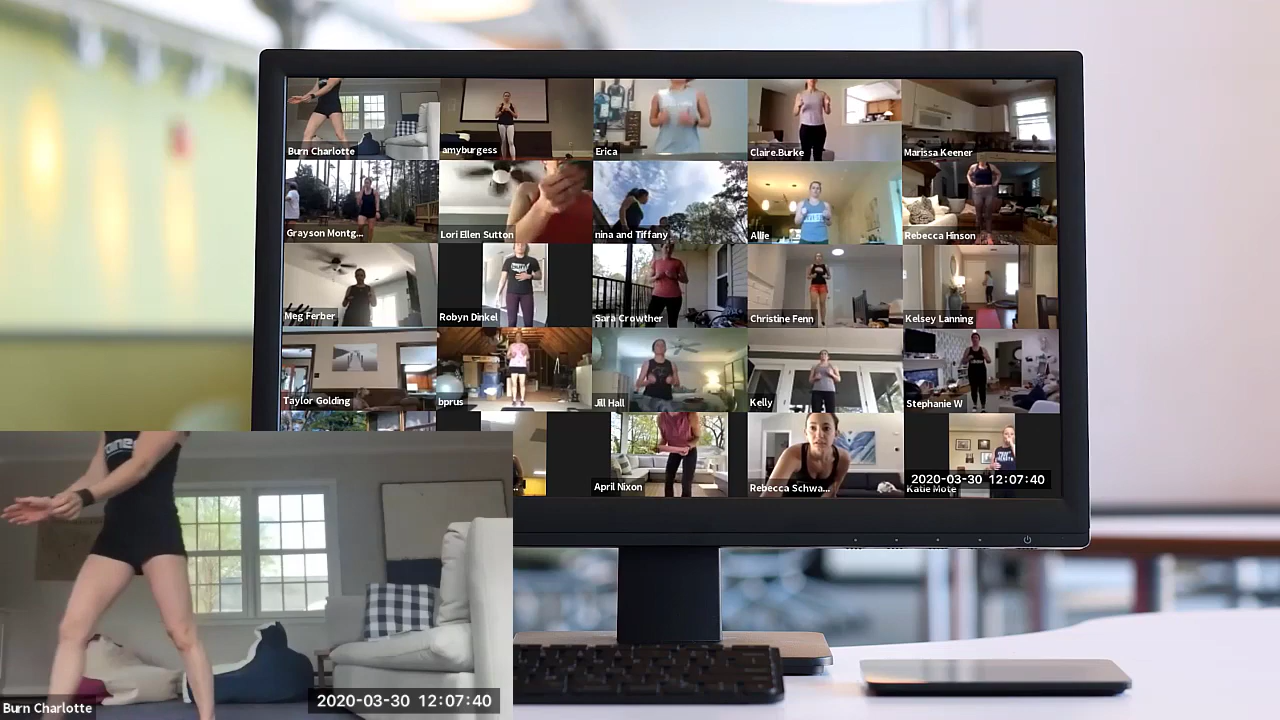 Burn Charlotte
amyburgess
Erica
Claire.Burke
Marissa Keener
Grayson Montg...
Lori Ellen Sutton
nina and Tiffany
Allie
Rebecca Hinson
Meg Ferber
Robyn Dinkel
Sara Crowther
Christine Fenn
Kelsey Lanning
Taylor Golding
bprus
Jill Hall
Kelly
Stephanie W
April Nixon
Rebecca Schwa...
2020-03-30 12:07:40
Katie Mote
Burn Charlotte
2020-03-30 12:07:40